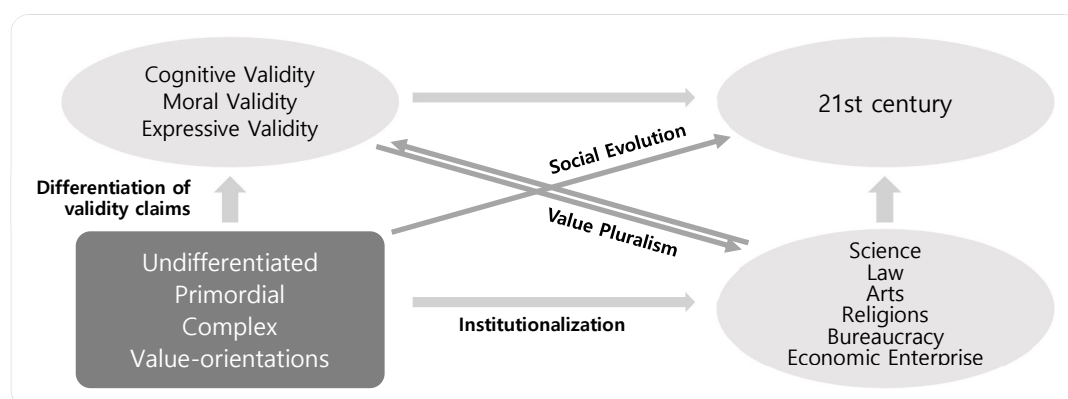 Cognitive Validity
Moral Validity
Expressive Validity
21st century
Social Evolution
Differentiation of
validity claims
Value Pluralism
Undifferentiated
Primordial
Complex
Value-orientations
Institutionalization
Science
Law
Arts
Religions
Bureaucracy
Economic Enterprise